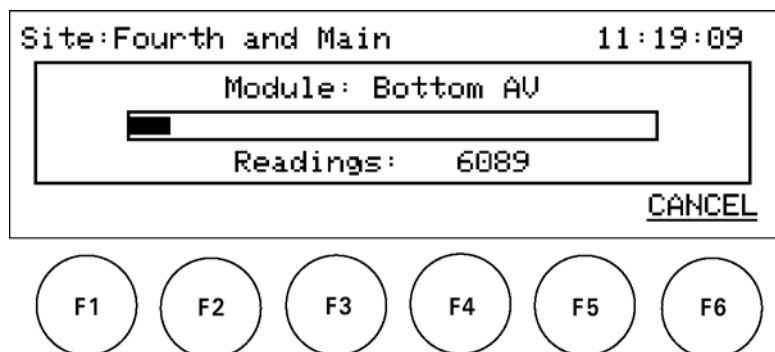 Site:Fourth and Main 11:19:09
Module: Bottom AV
Readings: 6089
CANCEL
F1 F2 F3 F4 F5 F6